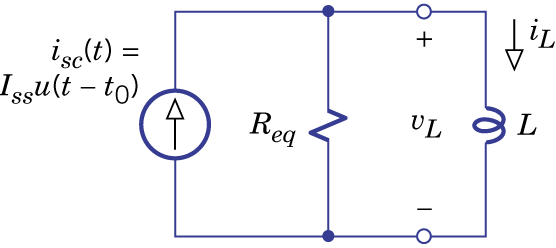 i_sc(t) =
I_ss u(t − t_0)
R_eq
+
v_L
−
L
i_L